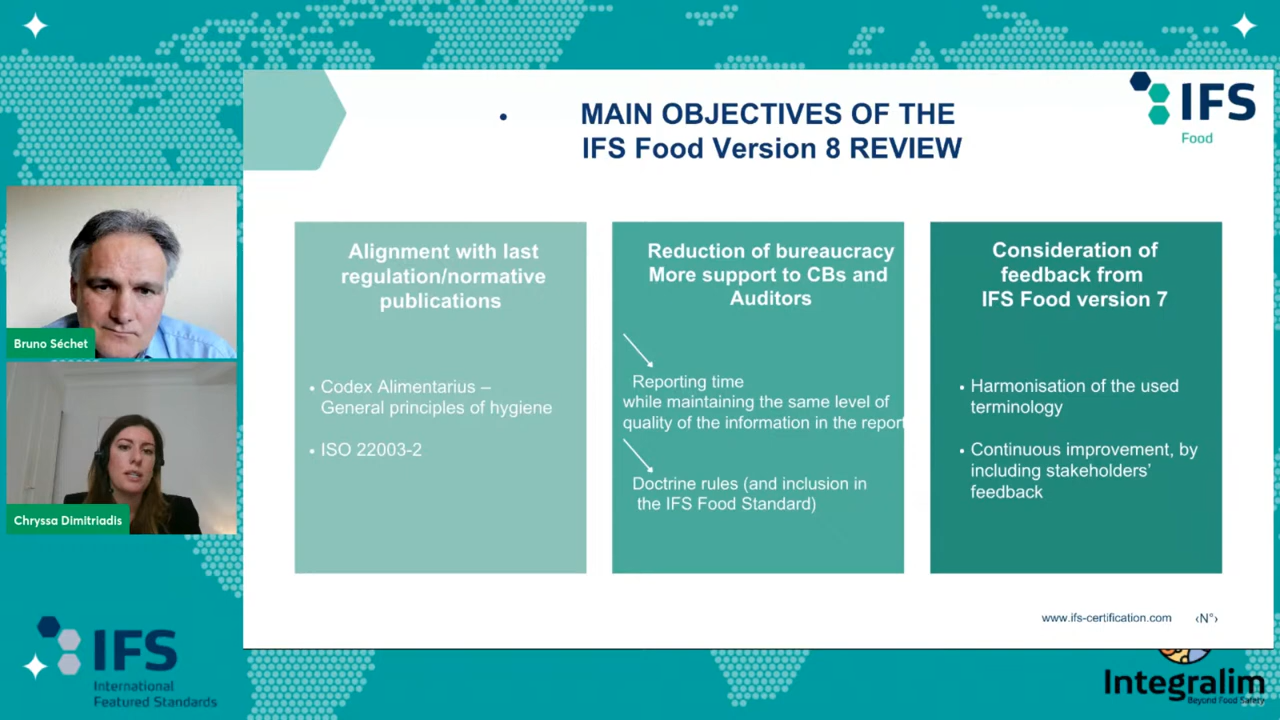 MAIN OBJECTIVES OF THE
IFS Food Version 8 REVIEW
IFS
Food
Alignment with last
regulation/normative
publications
• Codex Alimentarius –
General principles of hygiene
• ISO 22003-2
Reduction of bureaucracy
More support to CBs and
Auditors
Reporting time
while maintaining the same level of
quality of the information in the report
Doctrine rules (and inclusion in
the IFS Food Standard)
Consideration of
feedback from
IFS Food version 7
• Harmonisation of the used
terminology
• Continuous improvement, by
including stakeholders’
feedback
www.ifs-certification.com ‹N°›
Bruno Séchet
Chryssa Dimitriadis
IFS
International
Featured Standards
Integralim
Beyond Food Safety